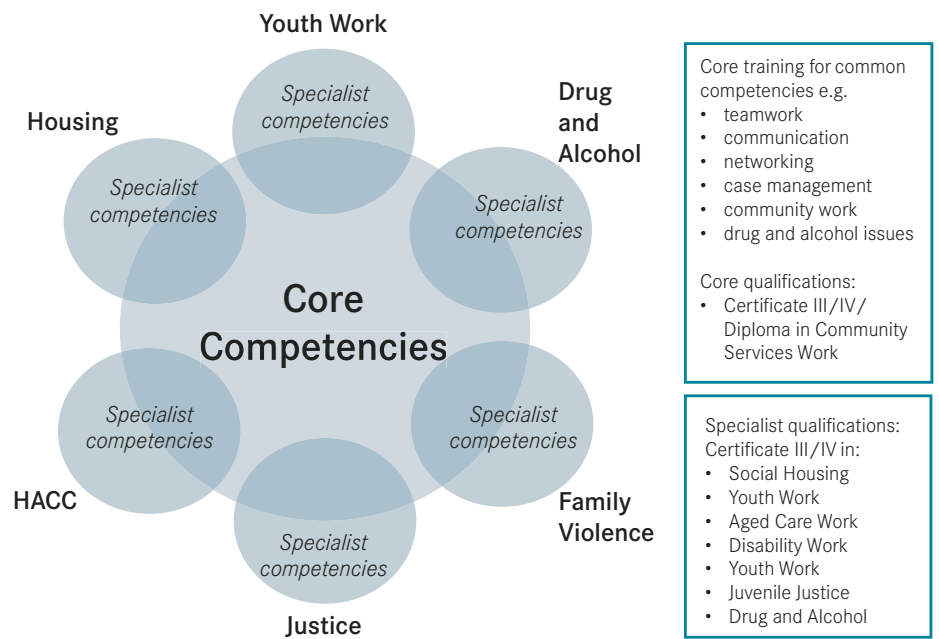 Youth Work
Specialist
competencies
Housing
Specialist
competencies
Drug
and
Alcohol
Specialist
competencies
Core
Competencies
Specialist
competencies
HACC
Specialist
competencies
Family
Violence
Specialist
competencies
Justice
Core training for common
competencies e.g.
• teamwork
• communication
• networking
• case management
• community work
• drug and alcohol issues
Core qualifications:
• Certificate III/IV/
Diploma in Community
Services Work
Specialist qualifications:
Certificate III/IV in:
• Social Housing
• Youth Work
• Aged Care Work
• Disability Work
• Youth Work
• Juvenile Justice
• Drug and Alcohol